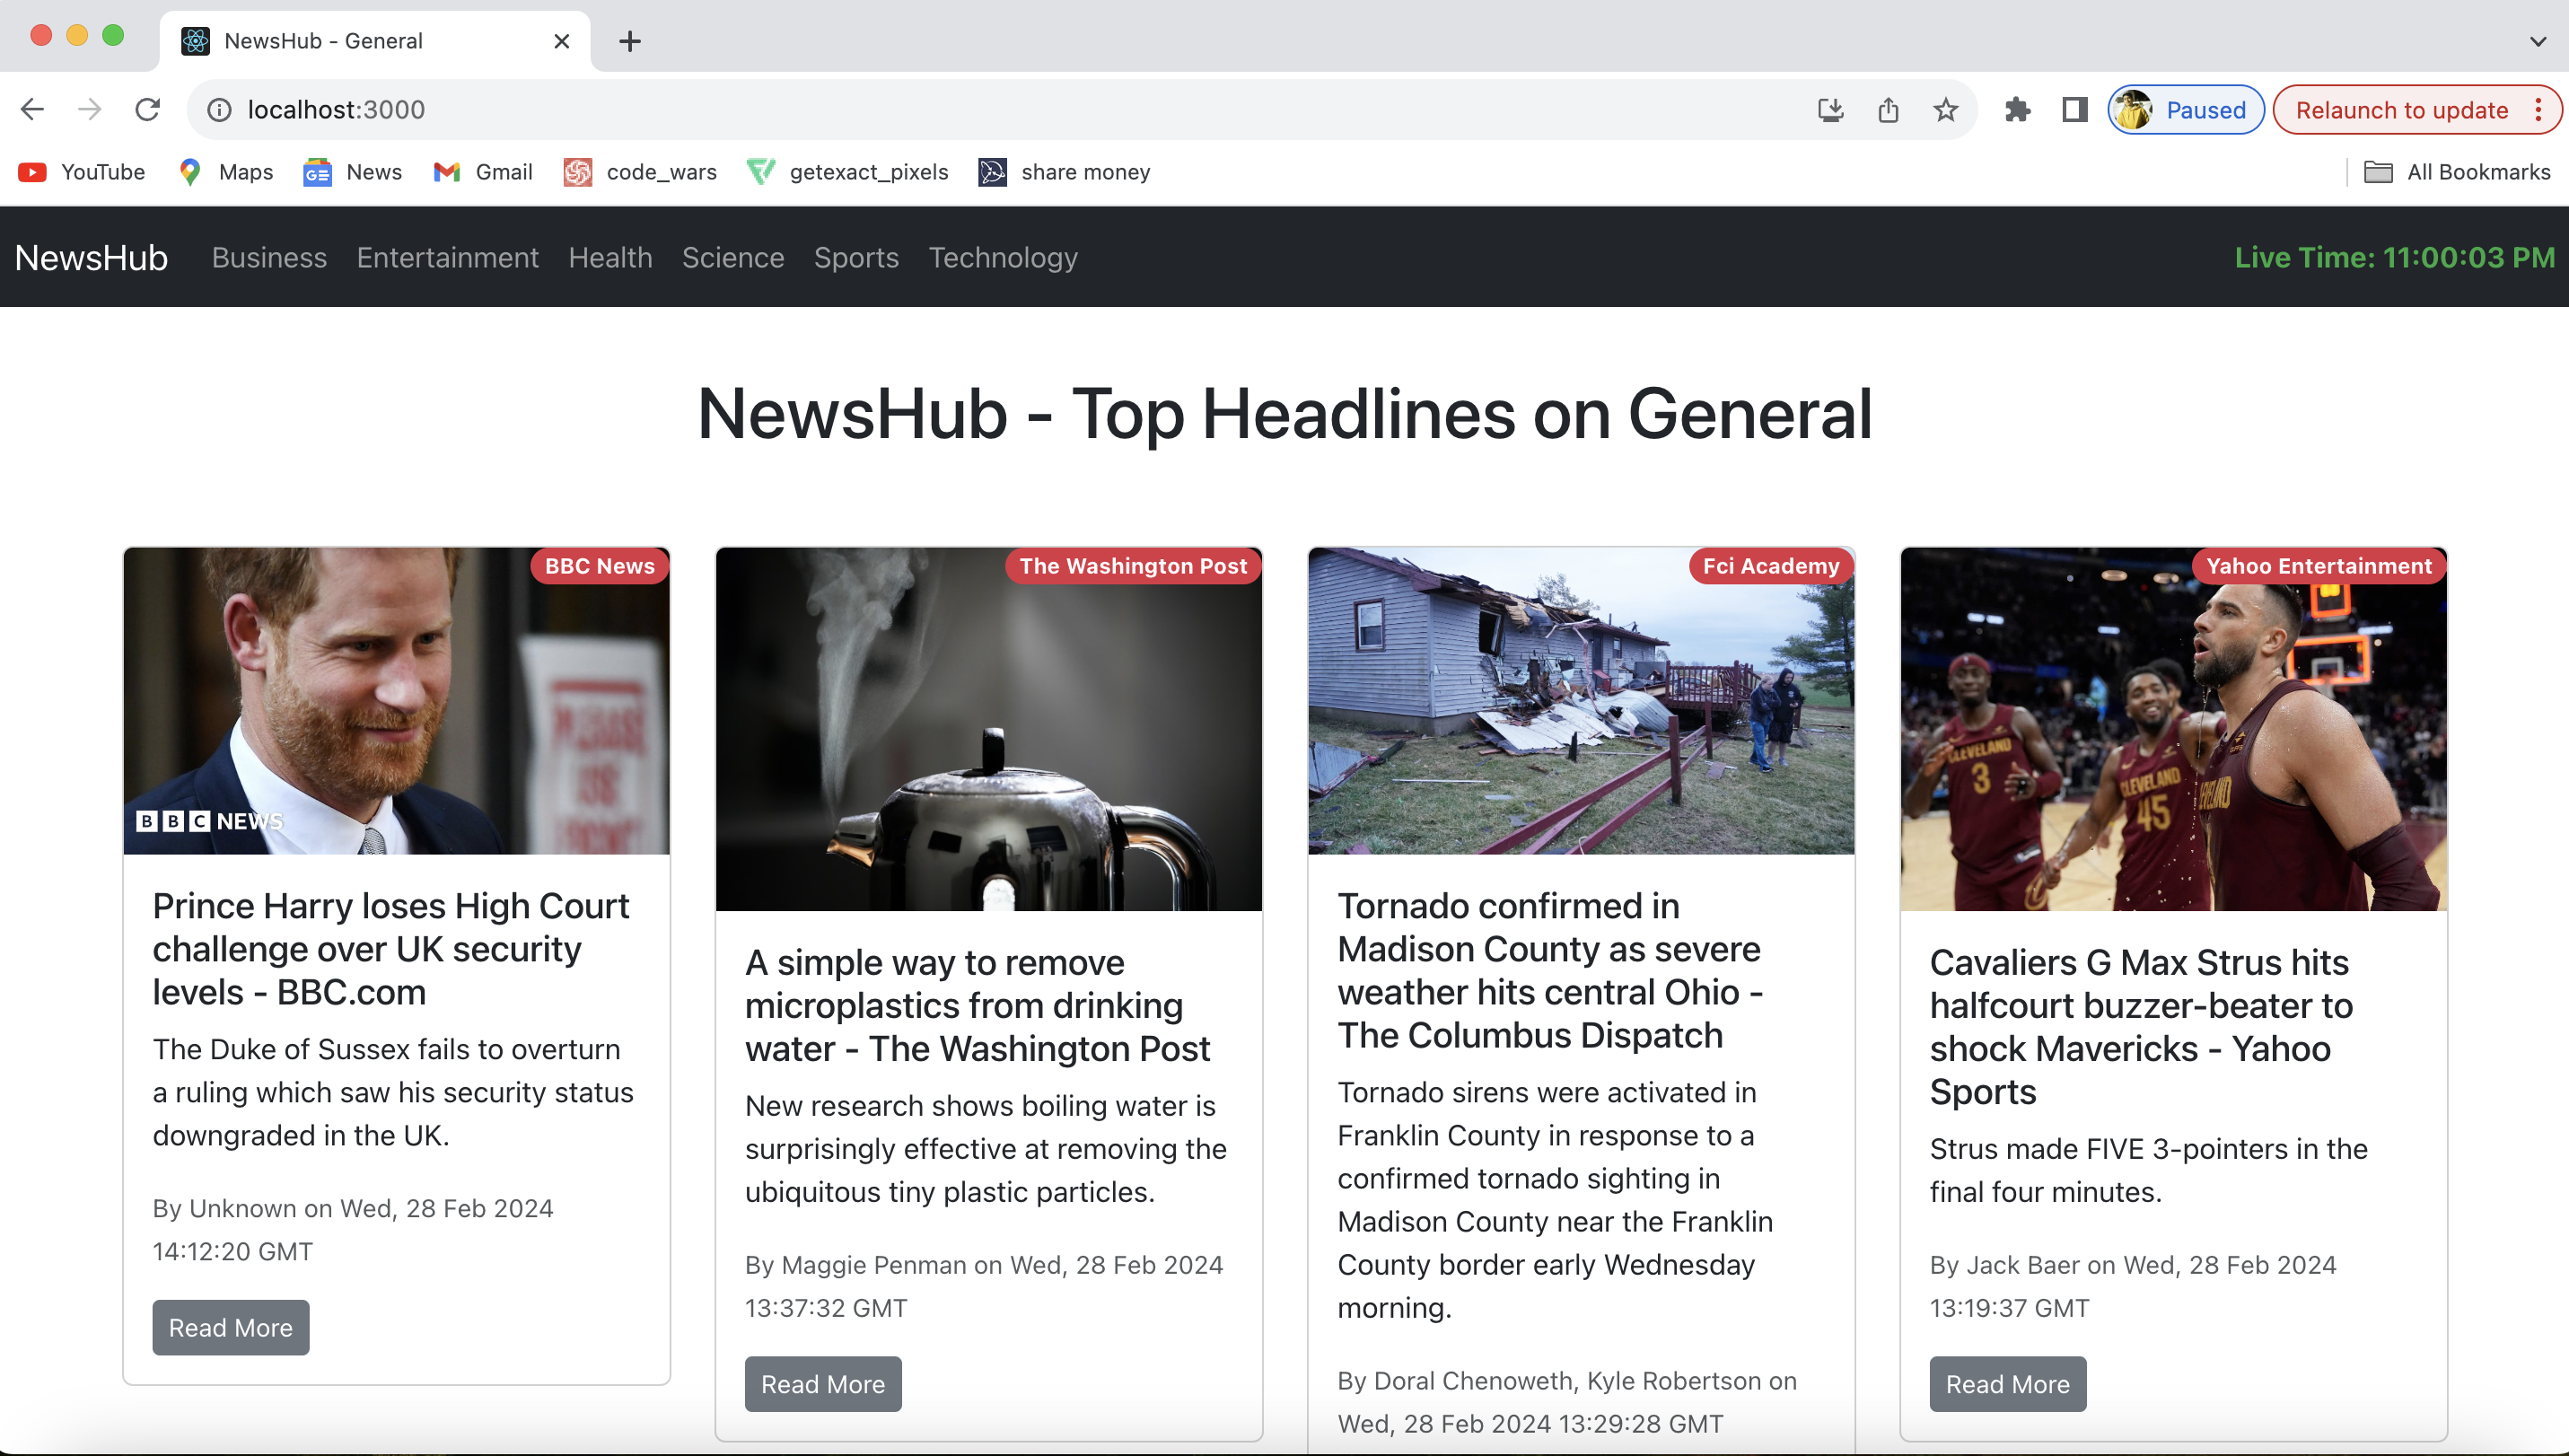 NewsHub - General
localhost:3000
Paused
Relaunch to update
YouTube
Maps
News
Gmail
code_wars
getexact_pixels
share money
All Bookmarks
NewsHub
Business
Entertainment
Health
Science
Sports
Technology
Live Time: 11:00:03 PM
NewsHub - Top Headlines on General
BBC News
BBC NEWS
PLEASE
Prince Harry loses High Court
challenge over UK security
levels - BBC.com
The Duke of Sussex fails to overturn
a ruling which saw his security status
downgraded in the UK.
By Unknown on Wed, 28 Feb 2024
14:12:20 GMT
Read More
The Washington Post
A simple way to remove
microplastics from drinking
water - The Washington Post
New research shows boiling water is
surprisingly effective at removing the
ubiquitous tiny plastic particles.
By Maggie Penman on Wed, 28 Feb 2024
13:37:32 GMT
Read More
Fci Academy
Tornado confirmed in
Madison County as severe
weather hits central Ohio -
The Columbus Dispatch
Tornado sirens were activated in
Franklin County in response to a
confirmed tornado sighting in
Madison County near the Franklin
County border early Wednesday
morning.
By Doral Chenoweth, Kyle Robertson on
Wed, 28 Feb 2024 13:29:28 GMT
Yahoo Entertainment
CLEVELAND
3
CLEVELAND
45
Cavaliers G Max Strus hits
halfcourt buzzer-beater to
shock Mavericks - Yahoo
Sports
Strus made FIVE 3-pointers in the
final four minutes.
By Jack Baer on Wed, 28 Feb 2024
13:19:37 GMT
Read More